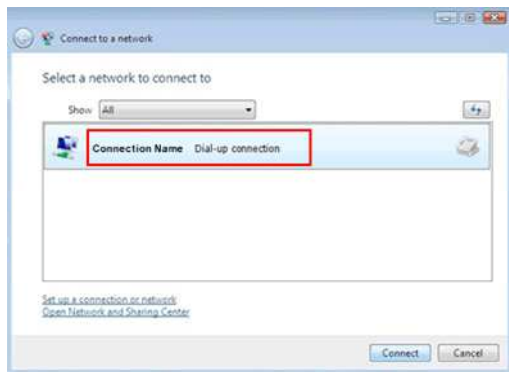 Connect to a network
Select a network to connect to
Show All
Connection Name Dial-up connection
Set up a connection or network
Open Network and Sharing Center
Connect Cancel